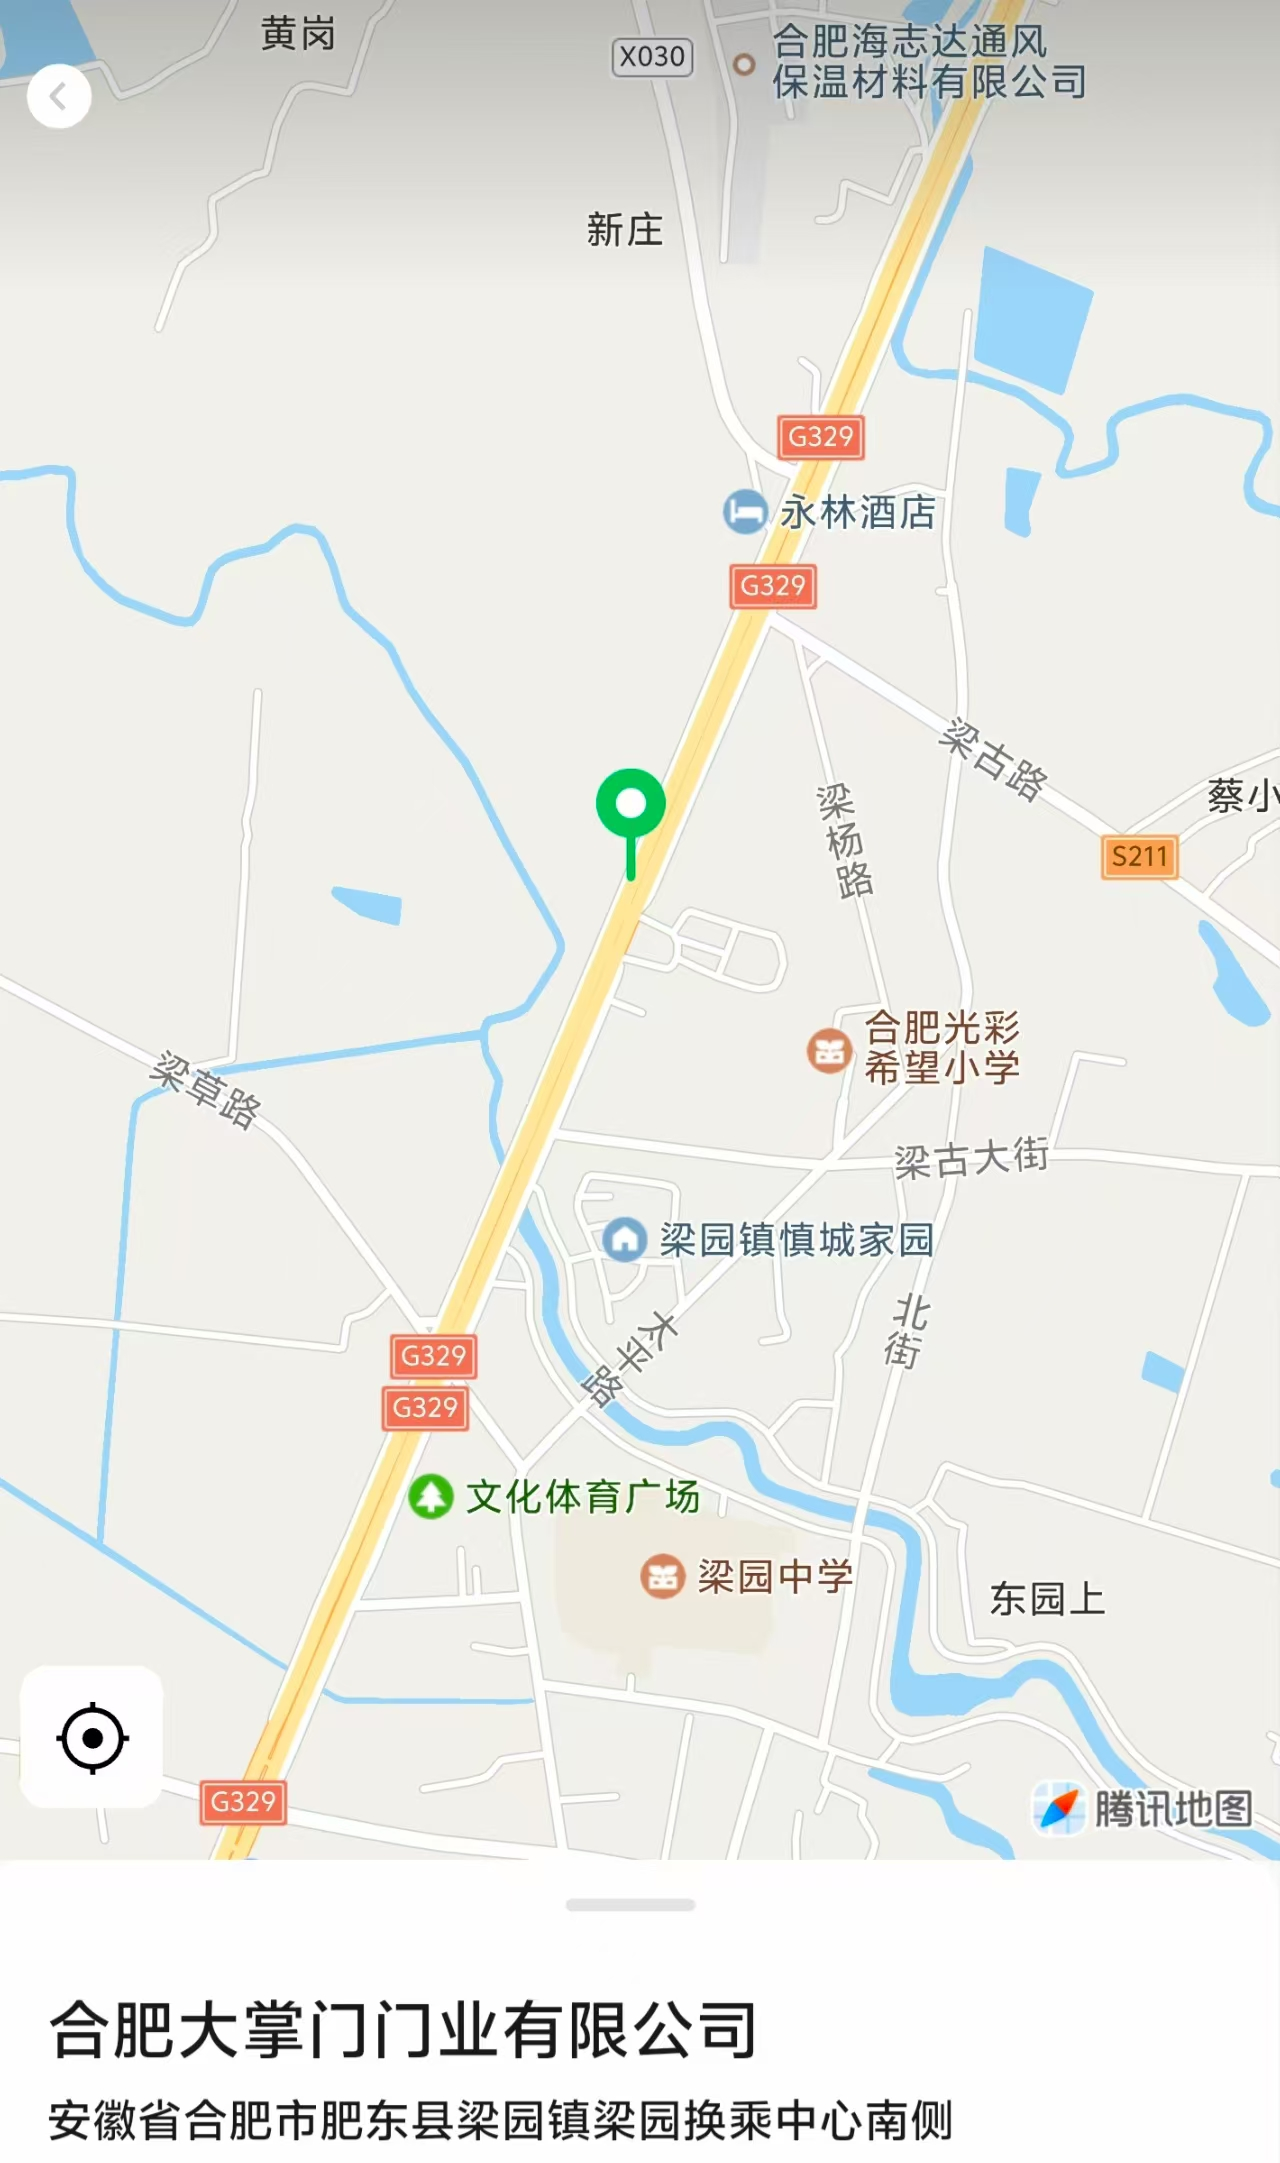 黄岗
X030
合肥海志达通风
保温材料有限公司
新庄
G329
永林酒店
G329
梁古路
梁杨路
蔡小
S211
合肥光彩
希望小学
梁草路
梁古大街
梁园镇慎城家园
太平路
北街
G329
G329
文化体育广场
梁园中学
东园上
G329
腾讯地图
合肥大掌门门业有限公司
安徽省合肥市肥东县梁园镇梁园换乘中心南侧